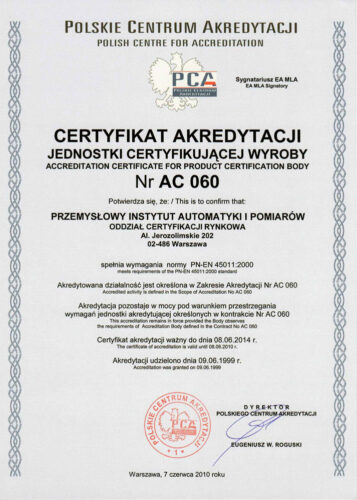 POLSKIE CENTRUM AKREDYTACJI
POLISH CENTRE FOR ACCREDITATION
PCA
POLSKIE CENTRUM
AKREDYTACJI
Sygnatariusz EA MLA
EA MLA Signatory
CERTYFIKAT AKREDYTACJI
JEDNOSTKI CERTYFIKUJĄCEJ WYROBY
ACCREDITATION CERTIFICATE FOR PRODUCT CERTIFICATION BODY
Nr AC 060
Potwierdza się, że: / This is to confirm that:
PRZEMYSŁOWY INSTYTUT AUTOMATYKI I POMIARÓW
ODDZIAŁ CERTYFIKACJI RYNKOWA
Al. Jerozolimskie 202
02-486 Warszawa
spełnia wymagania normy PN-EN 45011:2000
meets requirements of the PN-EN 45011:2000 standard
Akredytowana działalność jest określona w Zakresie Akredytacji Nr AC 060
Accredited activity is defined in the Scope of Accreditation No AC 060
Akredytacja pozostaje w mocy pod warunkiem przestrzegania
wymagań jednostki akredytującej określonych w kontrakcie Nr AC 060
This accreditation remains in force provided the Body observes
the requirements of Accreditation Body defined in the Contract No AC 060
Certyfikat akredytacji ważny do dnia 08.06.2014 r.
The certificate of accreditation is valid until 08.06.2010 r.
Akredytacji udzielono dnia 09.06.1999 r.
Accreditation was granted on 09.06.1999
POLSKIE CENTRUM AKREDYTACJI
PCA
1
DYREKTOR
POLSKIEGO CENTRUM AKREDYTACJI
EUGENIUSZ W. ROGUSKI
Warszawa, 7 czerwca 2010 roku